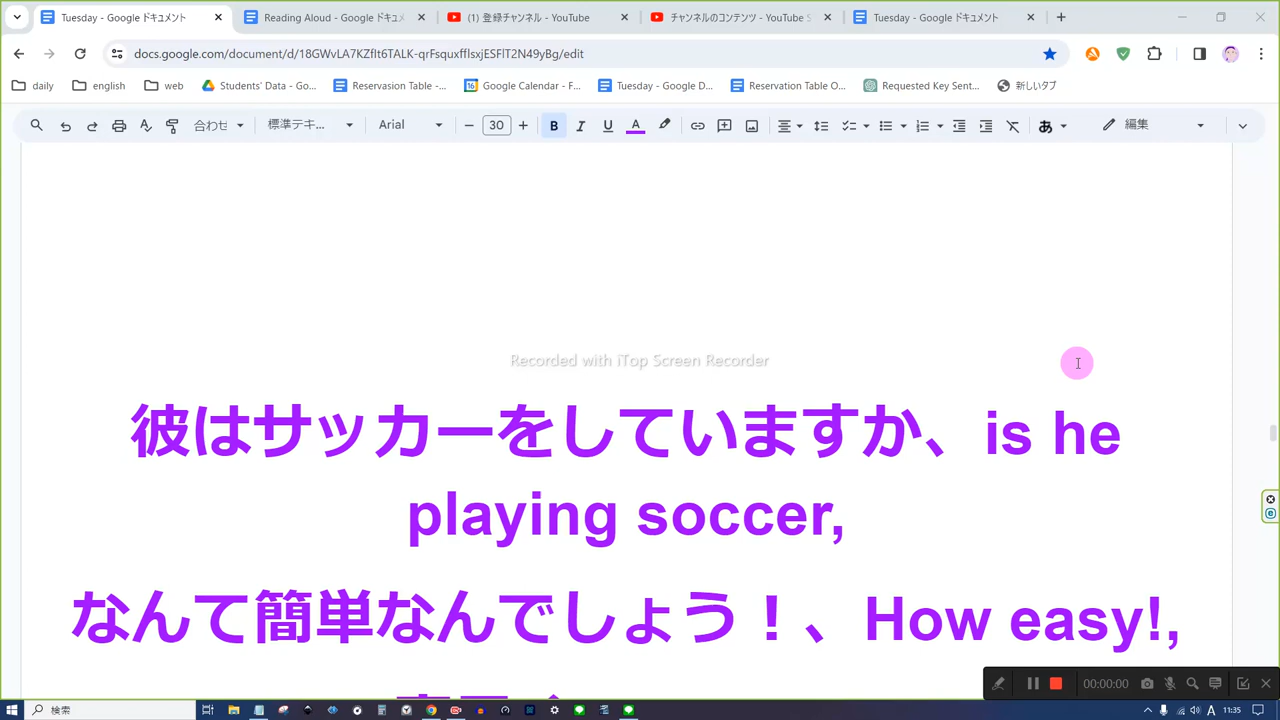 Tuesday - Google ドキュメント
Reading Aloud - Google ドキュメ
(1) 登録チャンネル - YouTube
チャンネルのコンテンツ - YouTube S
Tuesday - Google ドキュメント
docs.google.com/document/d/18GWvLA7KZflt6TALK-qrFsquxfflsxjESFlT2N49yBg/edit
daily
english
web
Students' Data - Go...
Reservasion Table -...
Google Calendar - F...
Tuesday - Google D...
Reservation Table O...
Requested Key Sent...
新しいタブ
合わせ
標準テキ...
Arial
30
B
I
U
A
あ
編集
Recorded with iTop Screen Recorder
彼はサッカーをしていますか、is he
playing soccer,
なんて簡単なんでしょう！、How easy!,
00:00:00
検索
A
11:35